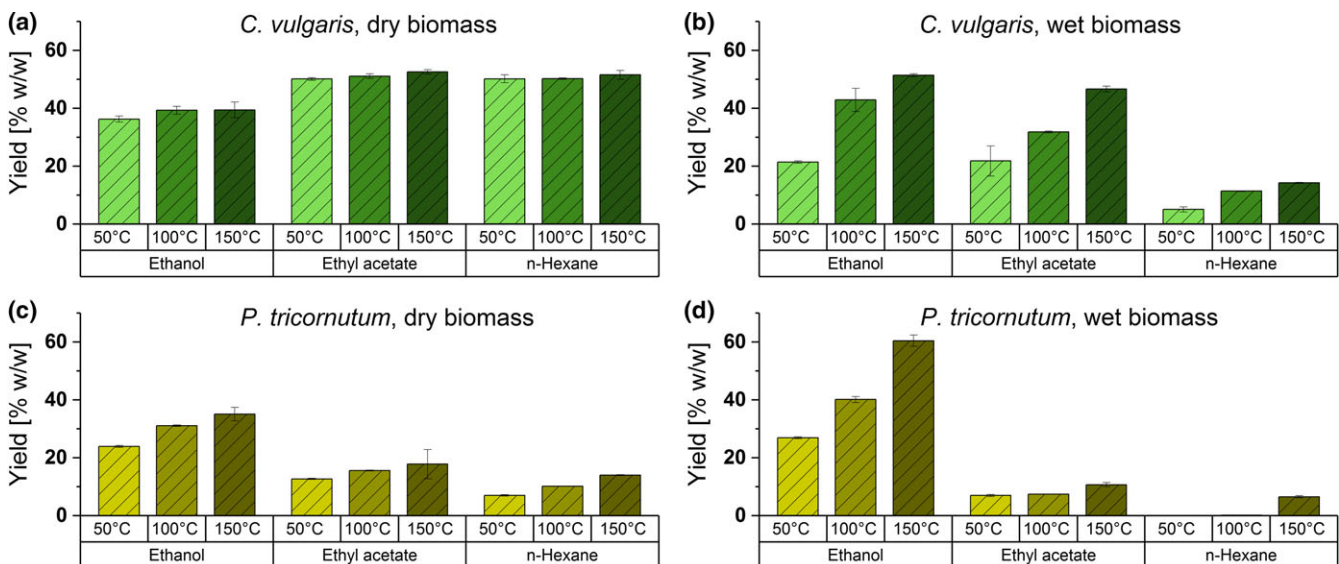 (a)
C. vulgaris, dry biomass
Yield [% w/w]
60
40
20
0
50°C 100°C 150°C 50°C 100°C 150°C 50°C 100°C 150°C
Ethanol Ethyl acetate n-Hexane
(b)
C. vulgaris, wet biomass
Yield [% w/w]
60
40
20
0
50°C 100°C 150°C 50°C 100°C 150°C 50°C 100°C 150°C
Ethanol Ethyl acetate n-Hexane
(c)
P. tricornutum, dry biomass
Yield [% w/w]
60
40
20
0
50°C 100°C 150°C 50°C 100°C 150°C 50°C 100°C 150°C
Ethanol Ethyl acetate n-Hexane
(d)
P. tricornutum, wet biomass
Yield [% w/w]
60
40
20
0
50°C 100°C 150°C 50°C 100°C 150°C 50°C 100°C 150°C
Ethanol Ethyl acetate n-Hexane